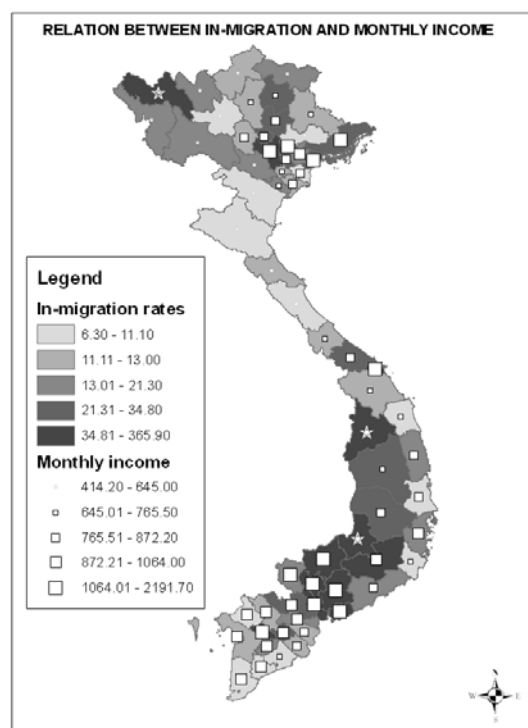 RELATION BETWEEN IN-MIGRATION AND MONTHLY INCOME
Legend
In-migration rates
6.30 - 11.10
11.11 - 13.00
13.01 - 21.30
21.31 - 34.80
34.81 - 365.90
Monthly income
414.20 - 645.00
645.01 - 765.50
765.51 - 872.20
872.21 - 1064.00
1064.01 - 2191.70
N
W E
S